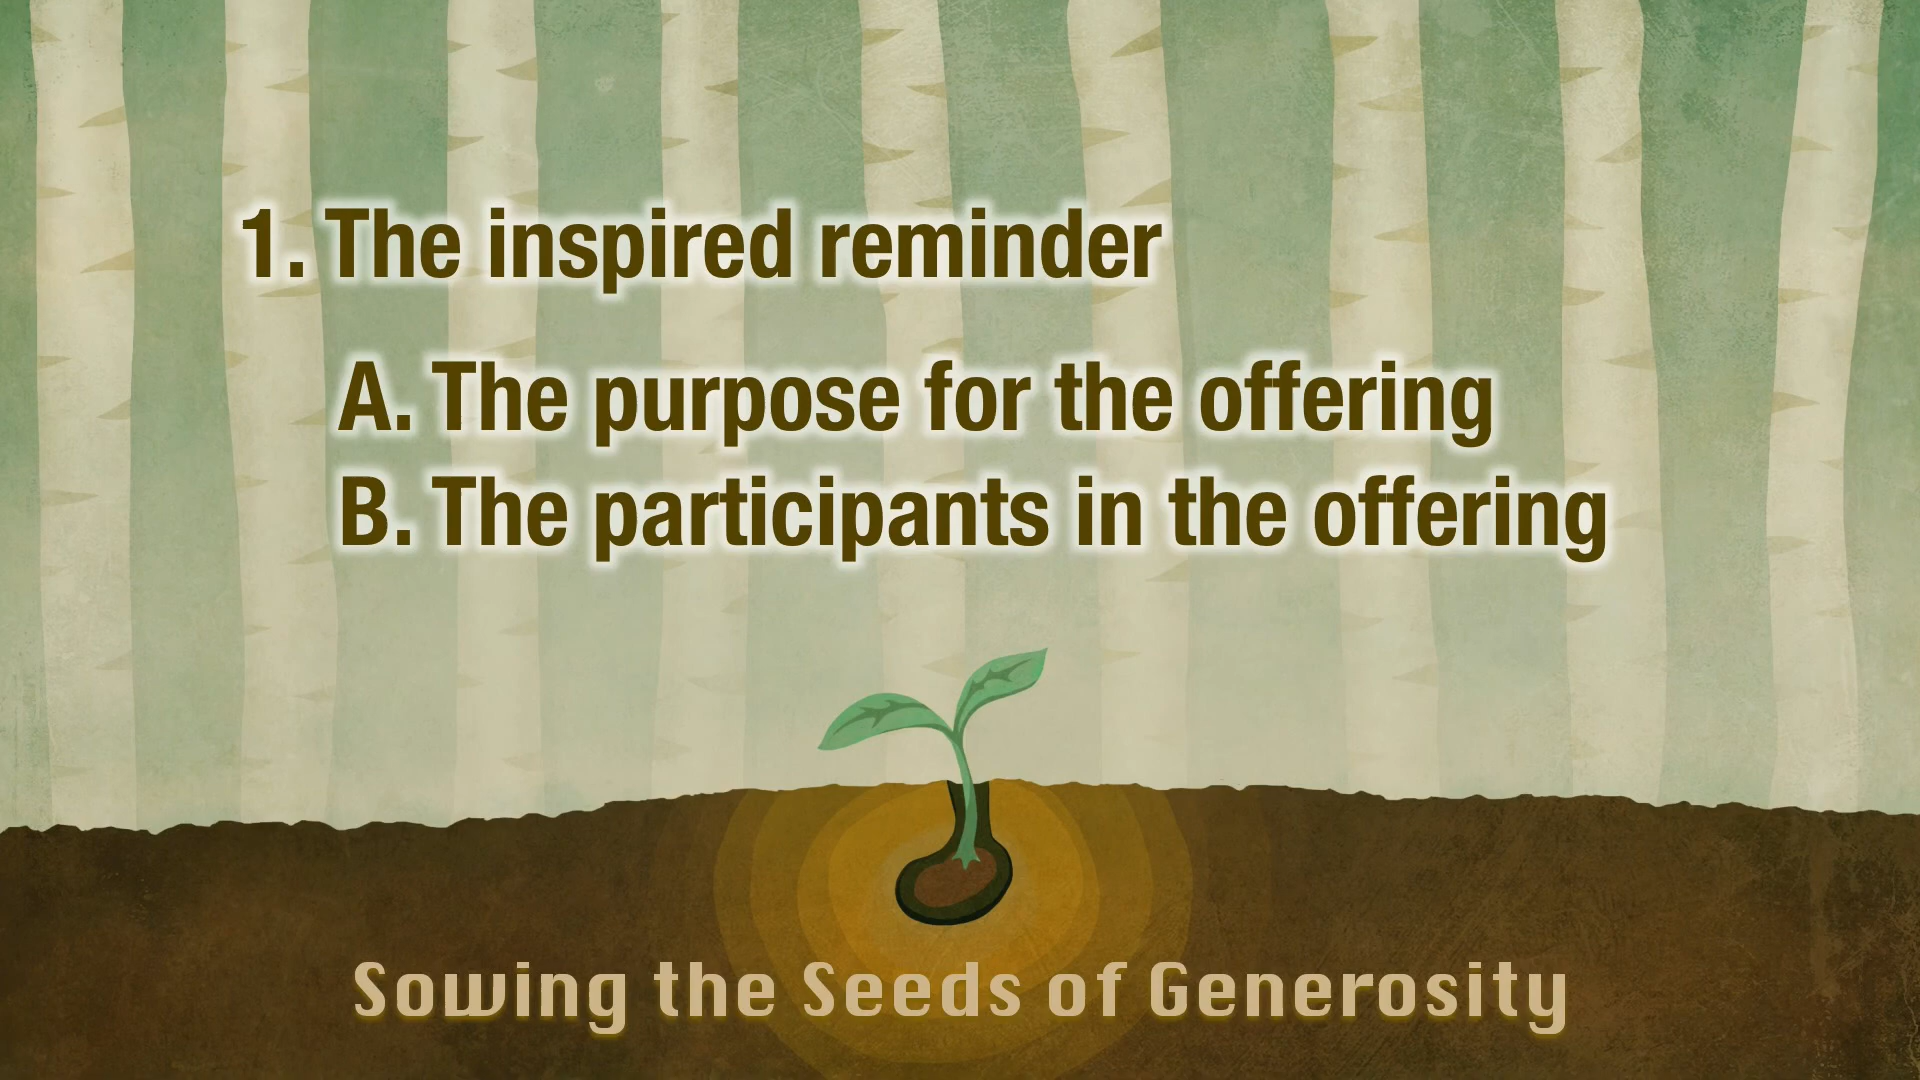 1. The inspired reminder
A. The purpose for the offering
B. The participants in the offering
Sowing the Seeds of Generosity